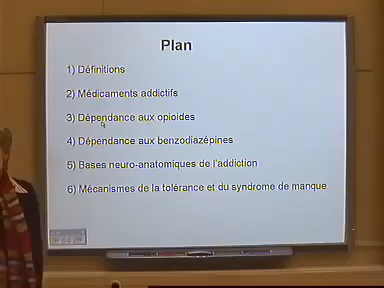 Plan
1) Définitions
2) Médicaments addictifs
3) Dépendance aux opioides
4) Dépendance aux benzodiazépines
5) Bases neuro-anatomiques de l'addiction
6) Mécanismes de la tolérance et du syndrome de manque